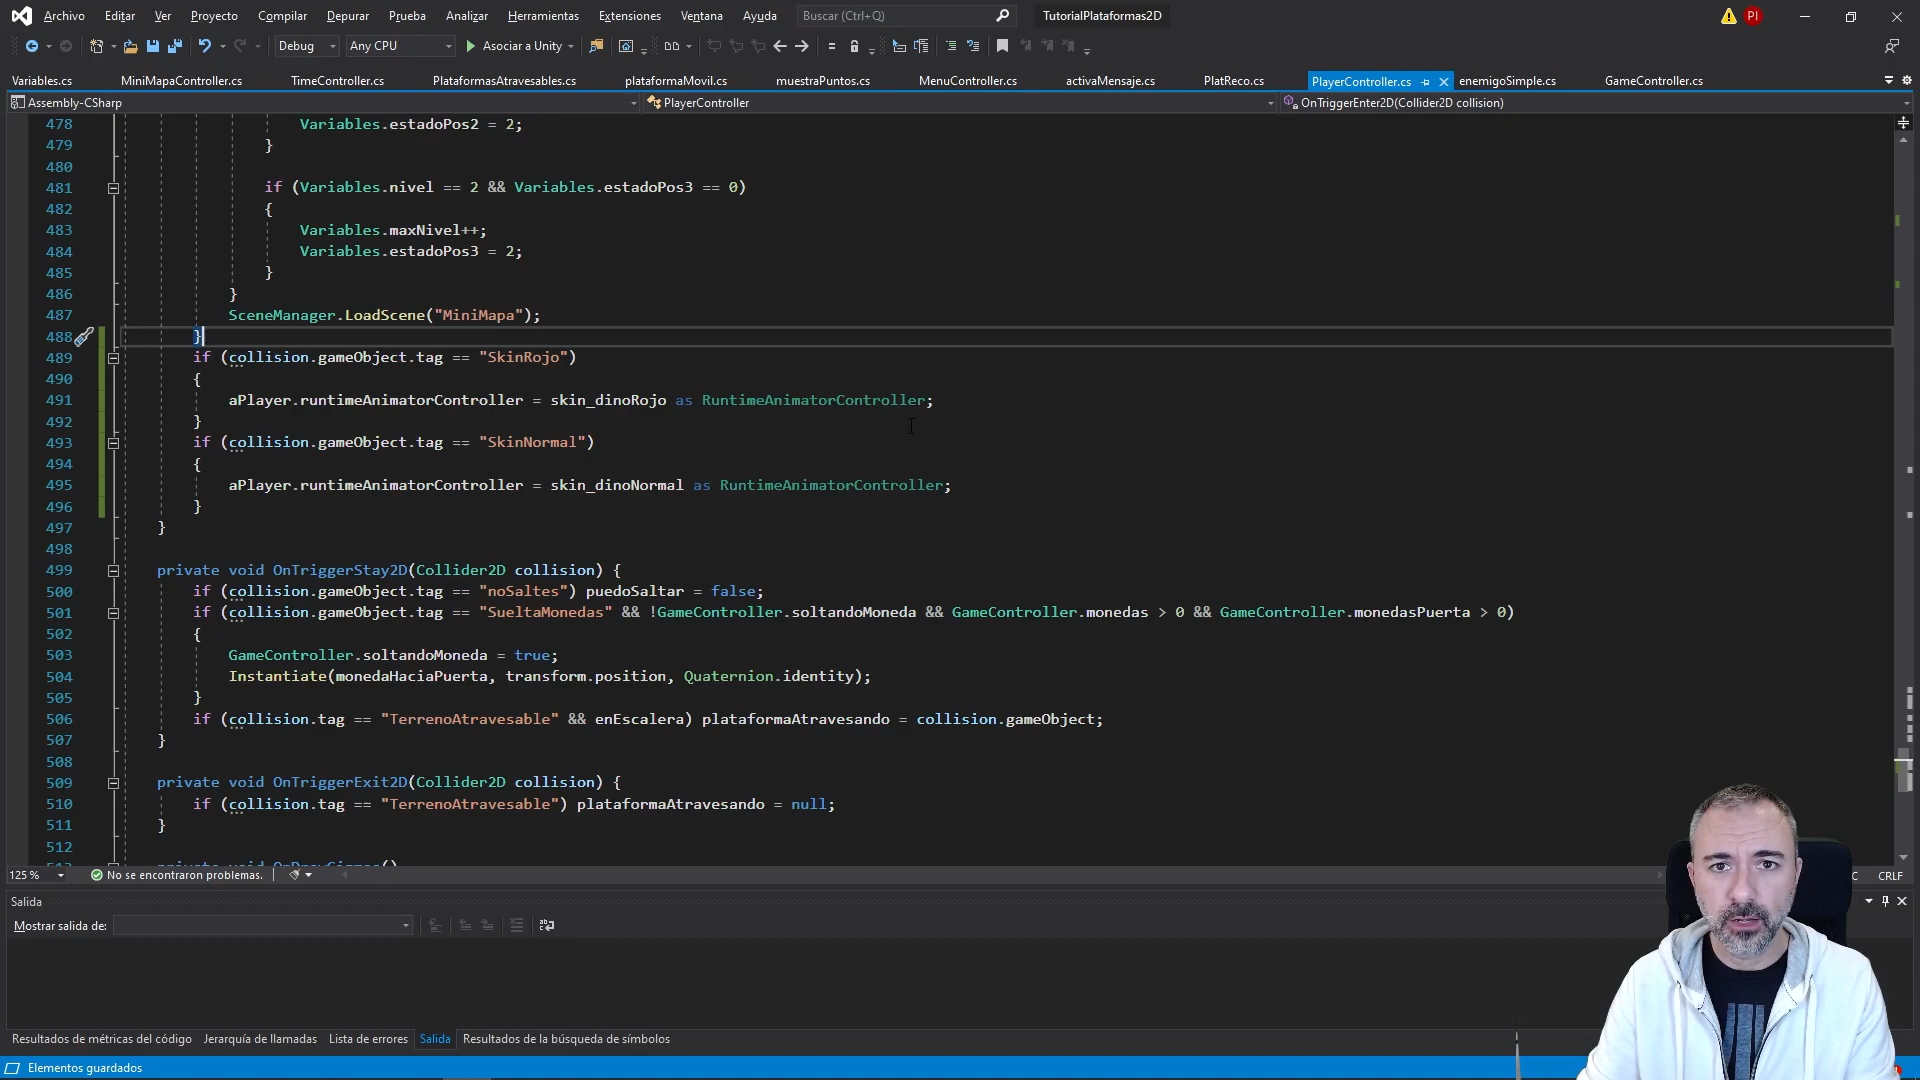 Archivo Editar Ver Proyecto Compilar Depurar Prueba Analizar Herramientas Extensiones Ventana Ayuda Buscar (Ctrl+Q) TutorialPlataformas2D PI
Debug Any CPU Asociar a Unity
Variables.cs MiniMapaController.cs TimeController.cs PlataformasAtravesables.cs plataformaMovil.cs muestraPuntos.cs MenuController.cs activaMensaje.cs PlatReco.cs PlayerController.cs enemigoSimple.cs GameController.cs
Assembly-CSharp PlayerController OnTriggerEnter2D(Collider2D collision)
478 Variables.estadoPos2 = 2;
479 }
480
481 if (Variables.nivel == 2 && Variables.estadoPos3 == 0)
482 {
483 Variables.maxNivel++;
484 Variables.estadoPos3 = 2;
485 }
486 }
487 SceneManager.LoadScene("MiniMapa");
488 }
489 if (collision.gameObject.tag == "SkinRojo")
490 {
491 aPlayer.runtimeAnimatorController = skin_dinoRojo as RuntimeAnimatorController;
492 }
493 if (collision.gameObject.tag == "SkinNormal")
494 {
495 aPlayer.runtimeAnimatorController = skin_dinoNormal as RuntimeAnimatorController;
496 }
497 }
498
499 private void OnTriggerStay2D(Collider2D collision) {
500 if (collision.gameObject.tag == "noSaltes") puedoSaltar = false;
501 if (collision.gameObject.tag == "SueltaMonedas" && !GameController.soltandoMoneda && GameController.monedas > 0 && GameController.monedasPuerta > 0)
502 {
503 GameController.soltandoMoneda = true;
504 Instantiate(monedaHaciaPuerta, transform.position, Quaternion.identity);
505 }
506 if (collision.tag == "TerrenoAtravesable" && enEscalera) plataformaAtravesando = collision.gameObject;
507 }
508
509 private void OnTriggerExit2D(Collider2D collision) {
510 if (collision.tag == "TerrenoAtravesable") plataformaAtravesando = null;
511 }
512
125 % No se encontraron problemas. CRLF
Salida
Mostrar salida de:
Resultados de métricas del código Jerarquía de llamadas Lista de errores Salida Resultados de la búsqueda de símbolos
Elementos guardados